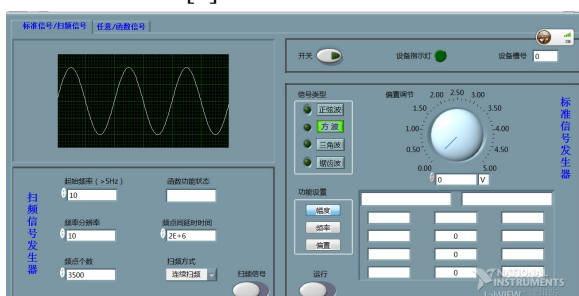 标准信号/扫频信号 任意/函数信号
开关 设备指示灯 设备槽号 0
信号类型
正弦波
方波
三角波
锯齿波
偏置调节
2.00 2.50 3.00
1.50 3.50
1.00 4.00
0.50 4.50
0.00 5.00
0 V
标准信号发生器
扫频信号发生器
起始频率(>5Hz) 函数功能状态
10
频率分辨率 频点间延时时间
10 2E+6
频点个数 扫频方式
3500 连续扫频
扫频信号
功能设置
幅度
频率
偏置
运行
0
0
0
NATIONAL
INSTRUMENTS
LabVIEW